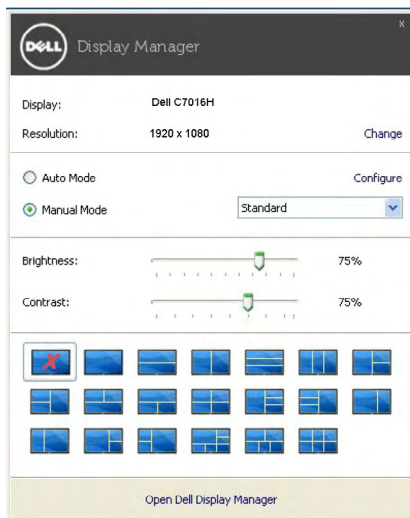 x
DELL Display Manager
Display: Dell C7016H
Resolution: 1920 x 1080 Change
Auto Mode Configure
Manual Mode Standard
Brightness: 75%
Contrast: 75%
X
Open Dell Display Manager